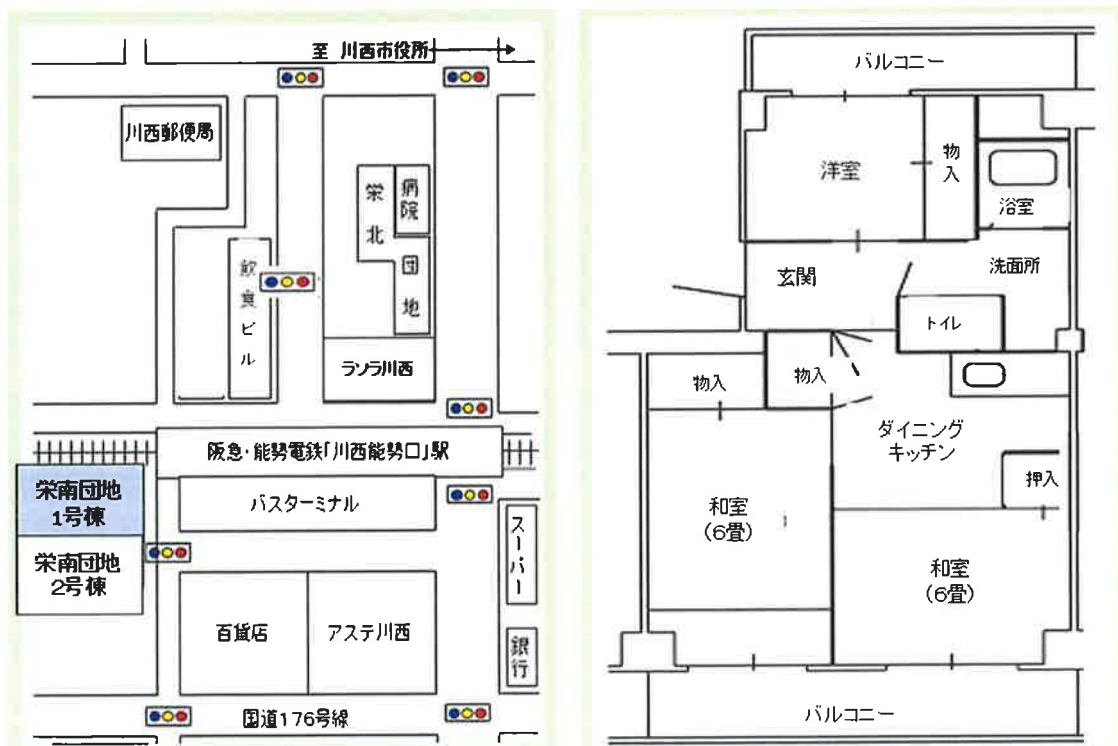 至 川西市役所
川西郵便局
栄北団地
病院
飲食ビル
ラソラ川西
阪急・能勢電鉄「川西能勢口」駅
栄南団地
1号棟
バスターミナル
栄南団地
2号棟
スーパー
百貨店
アステ川西
銀行
国道176号線
バルコニー
洋室
物入
浴室
玄関
洗面所
トイレ
物入
物入
ダイニング
キッチン
押入
和室
(6畳)
和室
(6畳)
バルコニー